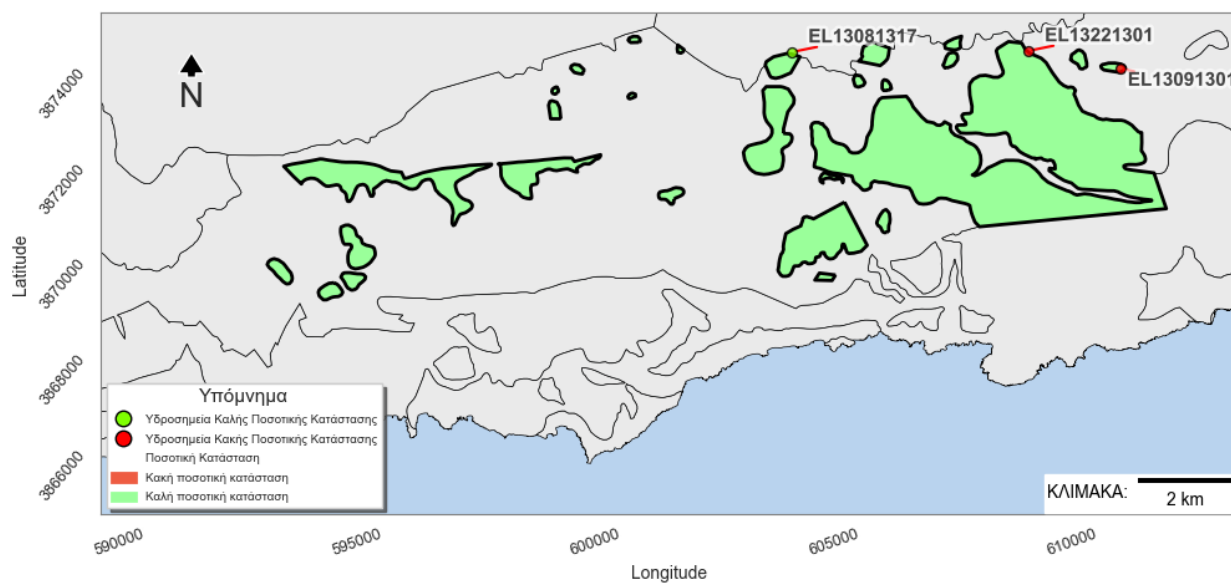 EL13081317
EL13221301
EL13091301
N
3874000
3872000
3870000
3868000
3866000
Latitude
Υπόμνημα
Υδροσημεία Καλής Ποσοτικής Κατάστασης
Υδροσημεία Κακής Ποσοτικής Κατάστασης
Ποσοτική Κατάσταση
Κακή ποσοτική κατάσταση
Καλή ποσοτική κατάσταση
ΚΛΙΜΑΚΑ:
2 km
590000
595000
600000
605000
610000
Longitude